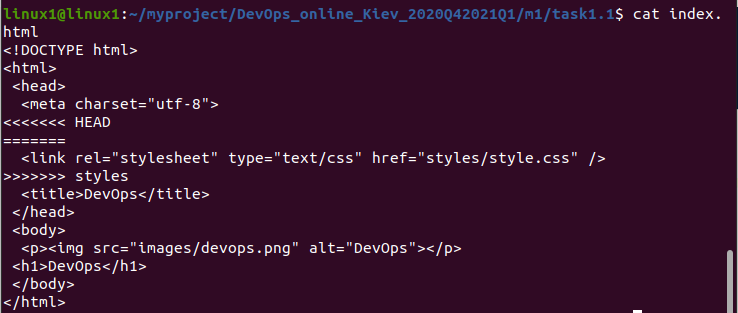 linux1@linux1:~/myproject/DevOps_online_Kiev_2020Q42021Q1/m1/task1.1$ cat index.
html
<!DOCTYPE html>
<html>
 <head>
  <meta charset="utf-8">
<<<<<<< HEAD
=======
  <link rel="stylesheet" type="text/css" href="styles/style.css" />
>>>>>>> styles
  <title>DevOps</title>
 </head>
 <body>
  <p><img src="images/devops.png" alt="DevOps"></p>
 <h1>DevOps</h1>
 </body>
</html>